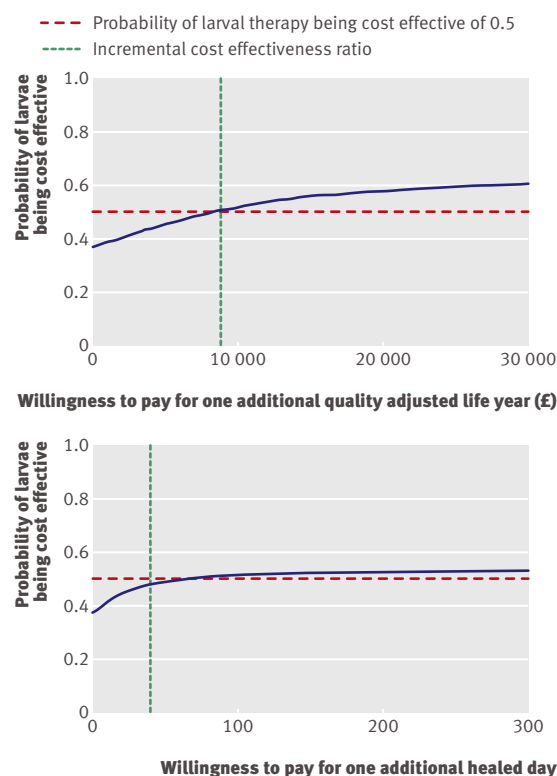 Probability of larval therapy being cost effective of 0.5
Incremental cost effectiveness ratio
Probability of larvae
being cost effective
1.0
0.8
0.6
0.4
0.2
0
0
10 000
20 000
30 000
Willingness to pay for one additional quality adjusted life year (£)
Probability of larvae
being cost effective
1.0
0.8
0.6
0.4
0.2
0
0
100
200
300
Willingness to pay for one additional healed day